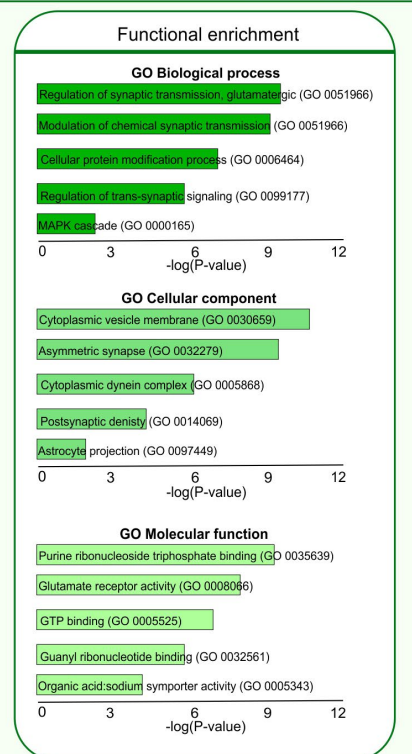 Functional enrichment
GO Biological process
Regulation of synaptic transmission, glutamatergic (GO 0051966)
Modulation of chemical synaptic transmission (GO 0051966)
Cellular protein modification process (GO 0006464)
Regulation of trans-synaptic signaling (GO 0099177)
MAPK cascade (GO 0000165)
0 3 6 9 12
-log(P-value)
GO Cellular component
Cytoplasmic vesicle membrane (GO 0030659)
Asymmetric synapse (GO 0032279)
Cytoplasmic dynein complex (GO 0005868)
Postsynaptic denisty (GO 0014069)
Astrocyte projection (GO 0097449)
0 3 6 9 12
-log(P-value)
GO Molecular function
Purine ribonucleoside triphosphate binding (GO 0035639)
Glutamate receptor activity (GO 0008066)
GTP binding (GO 0005525)
Guanyl ribonucleotide binding (GO 0032561)
Organic acid:sodium symporter activity (GO 0005343)
0 3 6 9 12
-log(P-value)